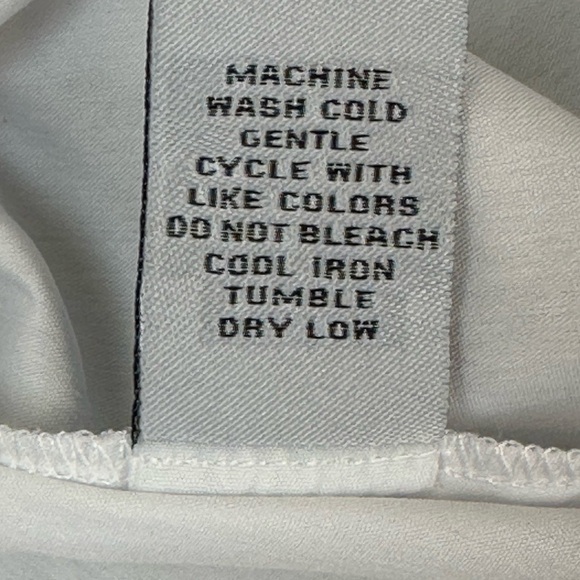 MACHINE
WASH COLD
GENTLE
CYCLE WITH
LIKE COLORS
DO NOT BLEACH
COOL IRON
TUMBLE
DRY LOW